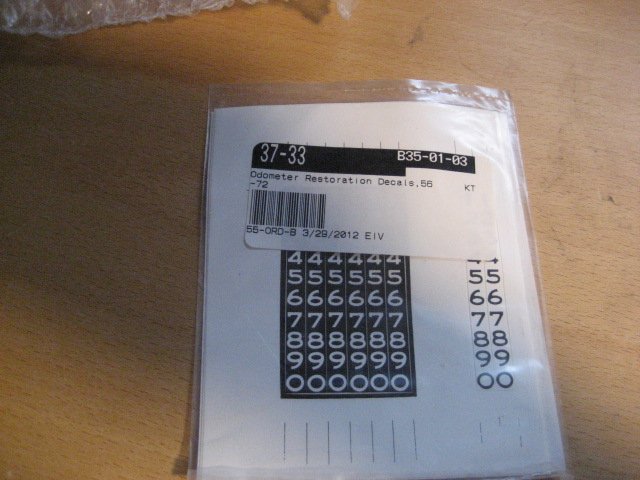 37-33 B35-01-03
Odometer Restoration Decals,56
-72 KT
55-ORD-B 3/29/2012 EIV
444444 44
555555 55
666666 66
777777 77
888888 88
999999 99
000000 00